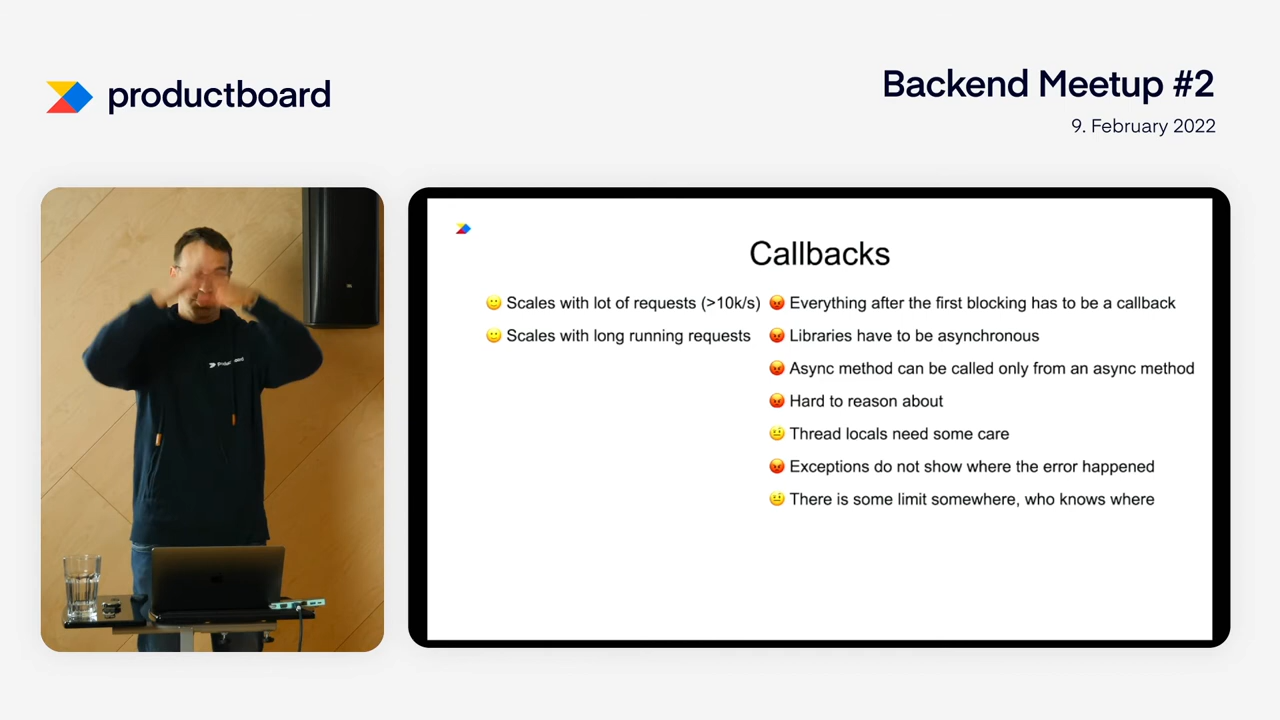 productboard
Backend Meetup #2
9. February 2022
Callbacks
🙂 Scales with lot of requests (>10k/s)
🙂 Scales with long running requests
😡 Everything after the first blocking has to be a callback
😡 Libraries have to be asynchronous
😡 Async method can be called only from an async method
😡 Hard to reason about
😐 Thread locals need some care
😡 Exceptions do not show where the error happened
😐 There is some limit somewhere, who knows where